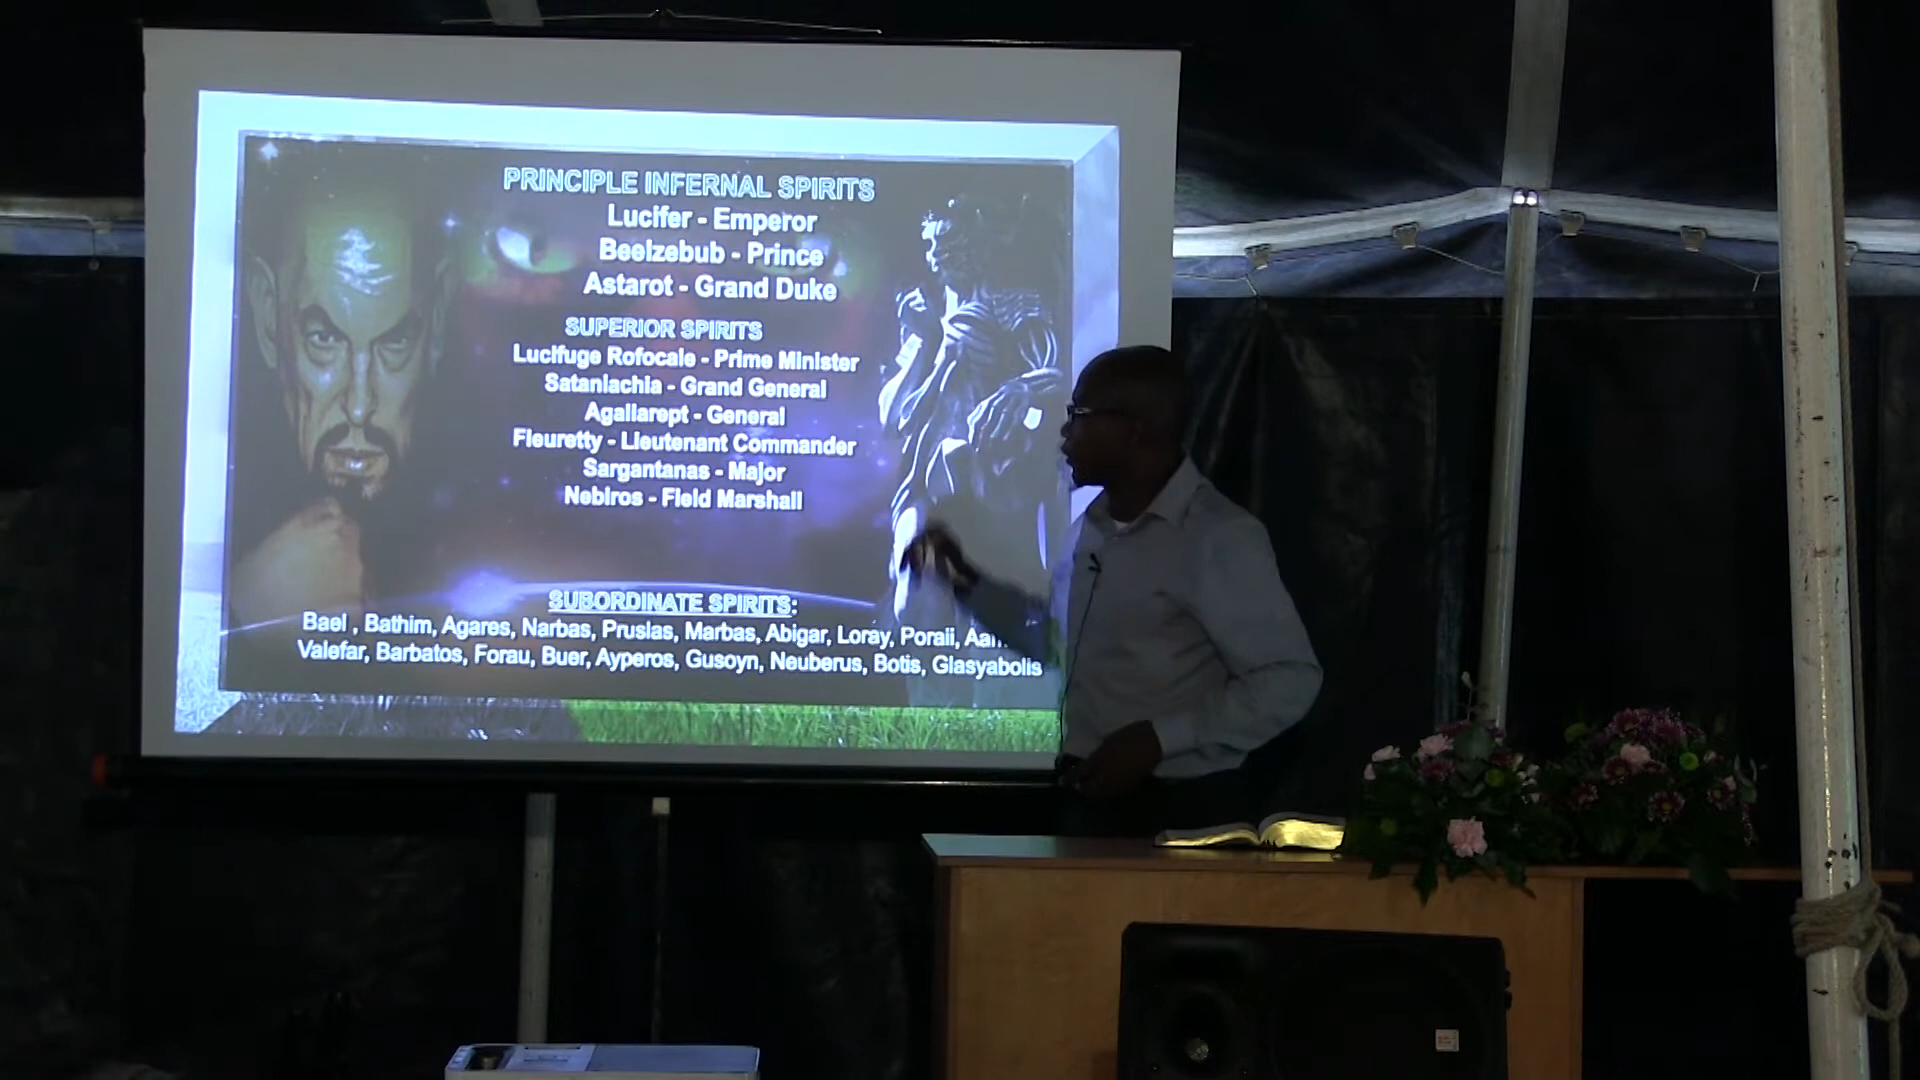 PRINCIPLE INFERNAL SPIRITS
Lucifer - Emperor
Beelzebub - Prince
Astarot - Grand Duke
SUPERIOR SPIRITS
Lucifuge Rofocale - Prime Minister
Satanlachia - Grand General
Agaliarept - General
Fleuretty - Lieutenant Commander
Sargantanas - Major
Nebiros - Field Marshall
SUBORDINATE SPIRITS:
Bael , Bathim, Agares, Narbas, Pruslas, Marbas, Abigar, Loray, Poraii,
Valefar, Barbatos, Forau, Buer, Ayperos, Gusoyn, Neuberus, Botis, Glasyabolis